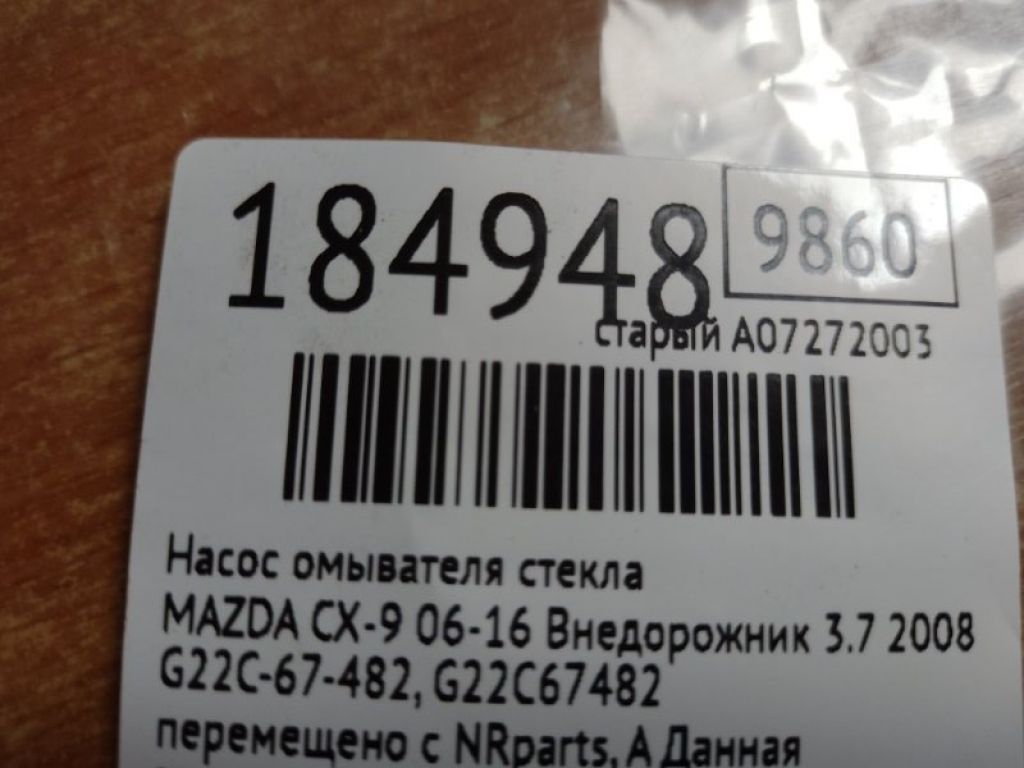 184948 9860
старый A07272003
Насос омывателя стекла
MAZDA CX-9 06-16 Внедорожник 3.7 2008
G22C-67-482, G22C67482
перемещено с NRparts, А Данная